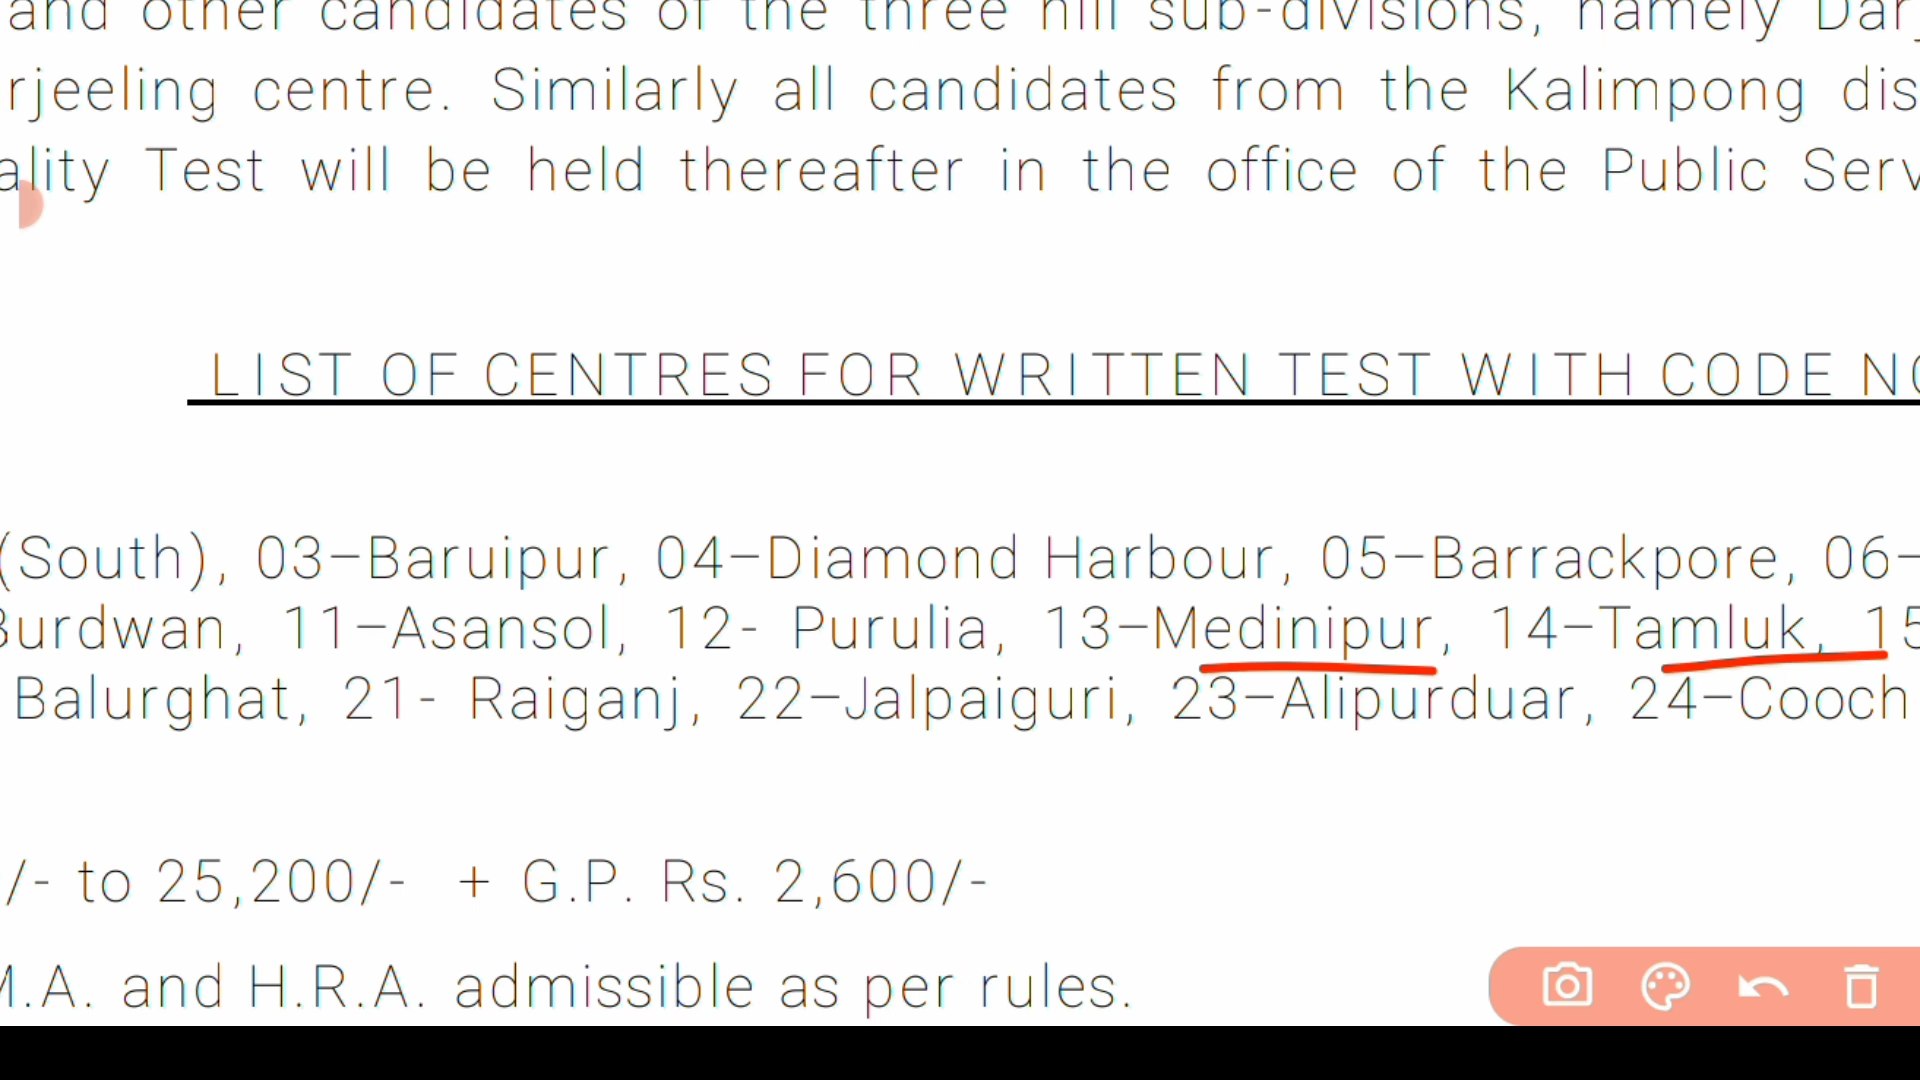 and other candidates of the three hill sub-divisions, namely
rjeeling centre. Similarly all candidates from the Kalimpong dis
ality Test will be held thereafter in the office of the Public Serv
LIST OF CENTRES FOR WRITTEN TEST WITH CODE NO
(South), 03–Baruipur, 04–Diamond Harbour, 05–Barrackpore, 06–
Burdwan, 11–Asansol, 12- Purulia, 13–Medinipur, 14–Tamluk, 15
Balurghat, 21- Raiganj, 22–Jalpaiguri, 23–Alipurduar, 24–Cooch
/- to 25,200/- + G.P. Rs. 2,600/-
M.A. and H.R.A. admissible as per rules.